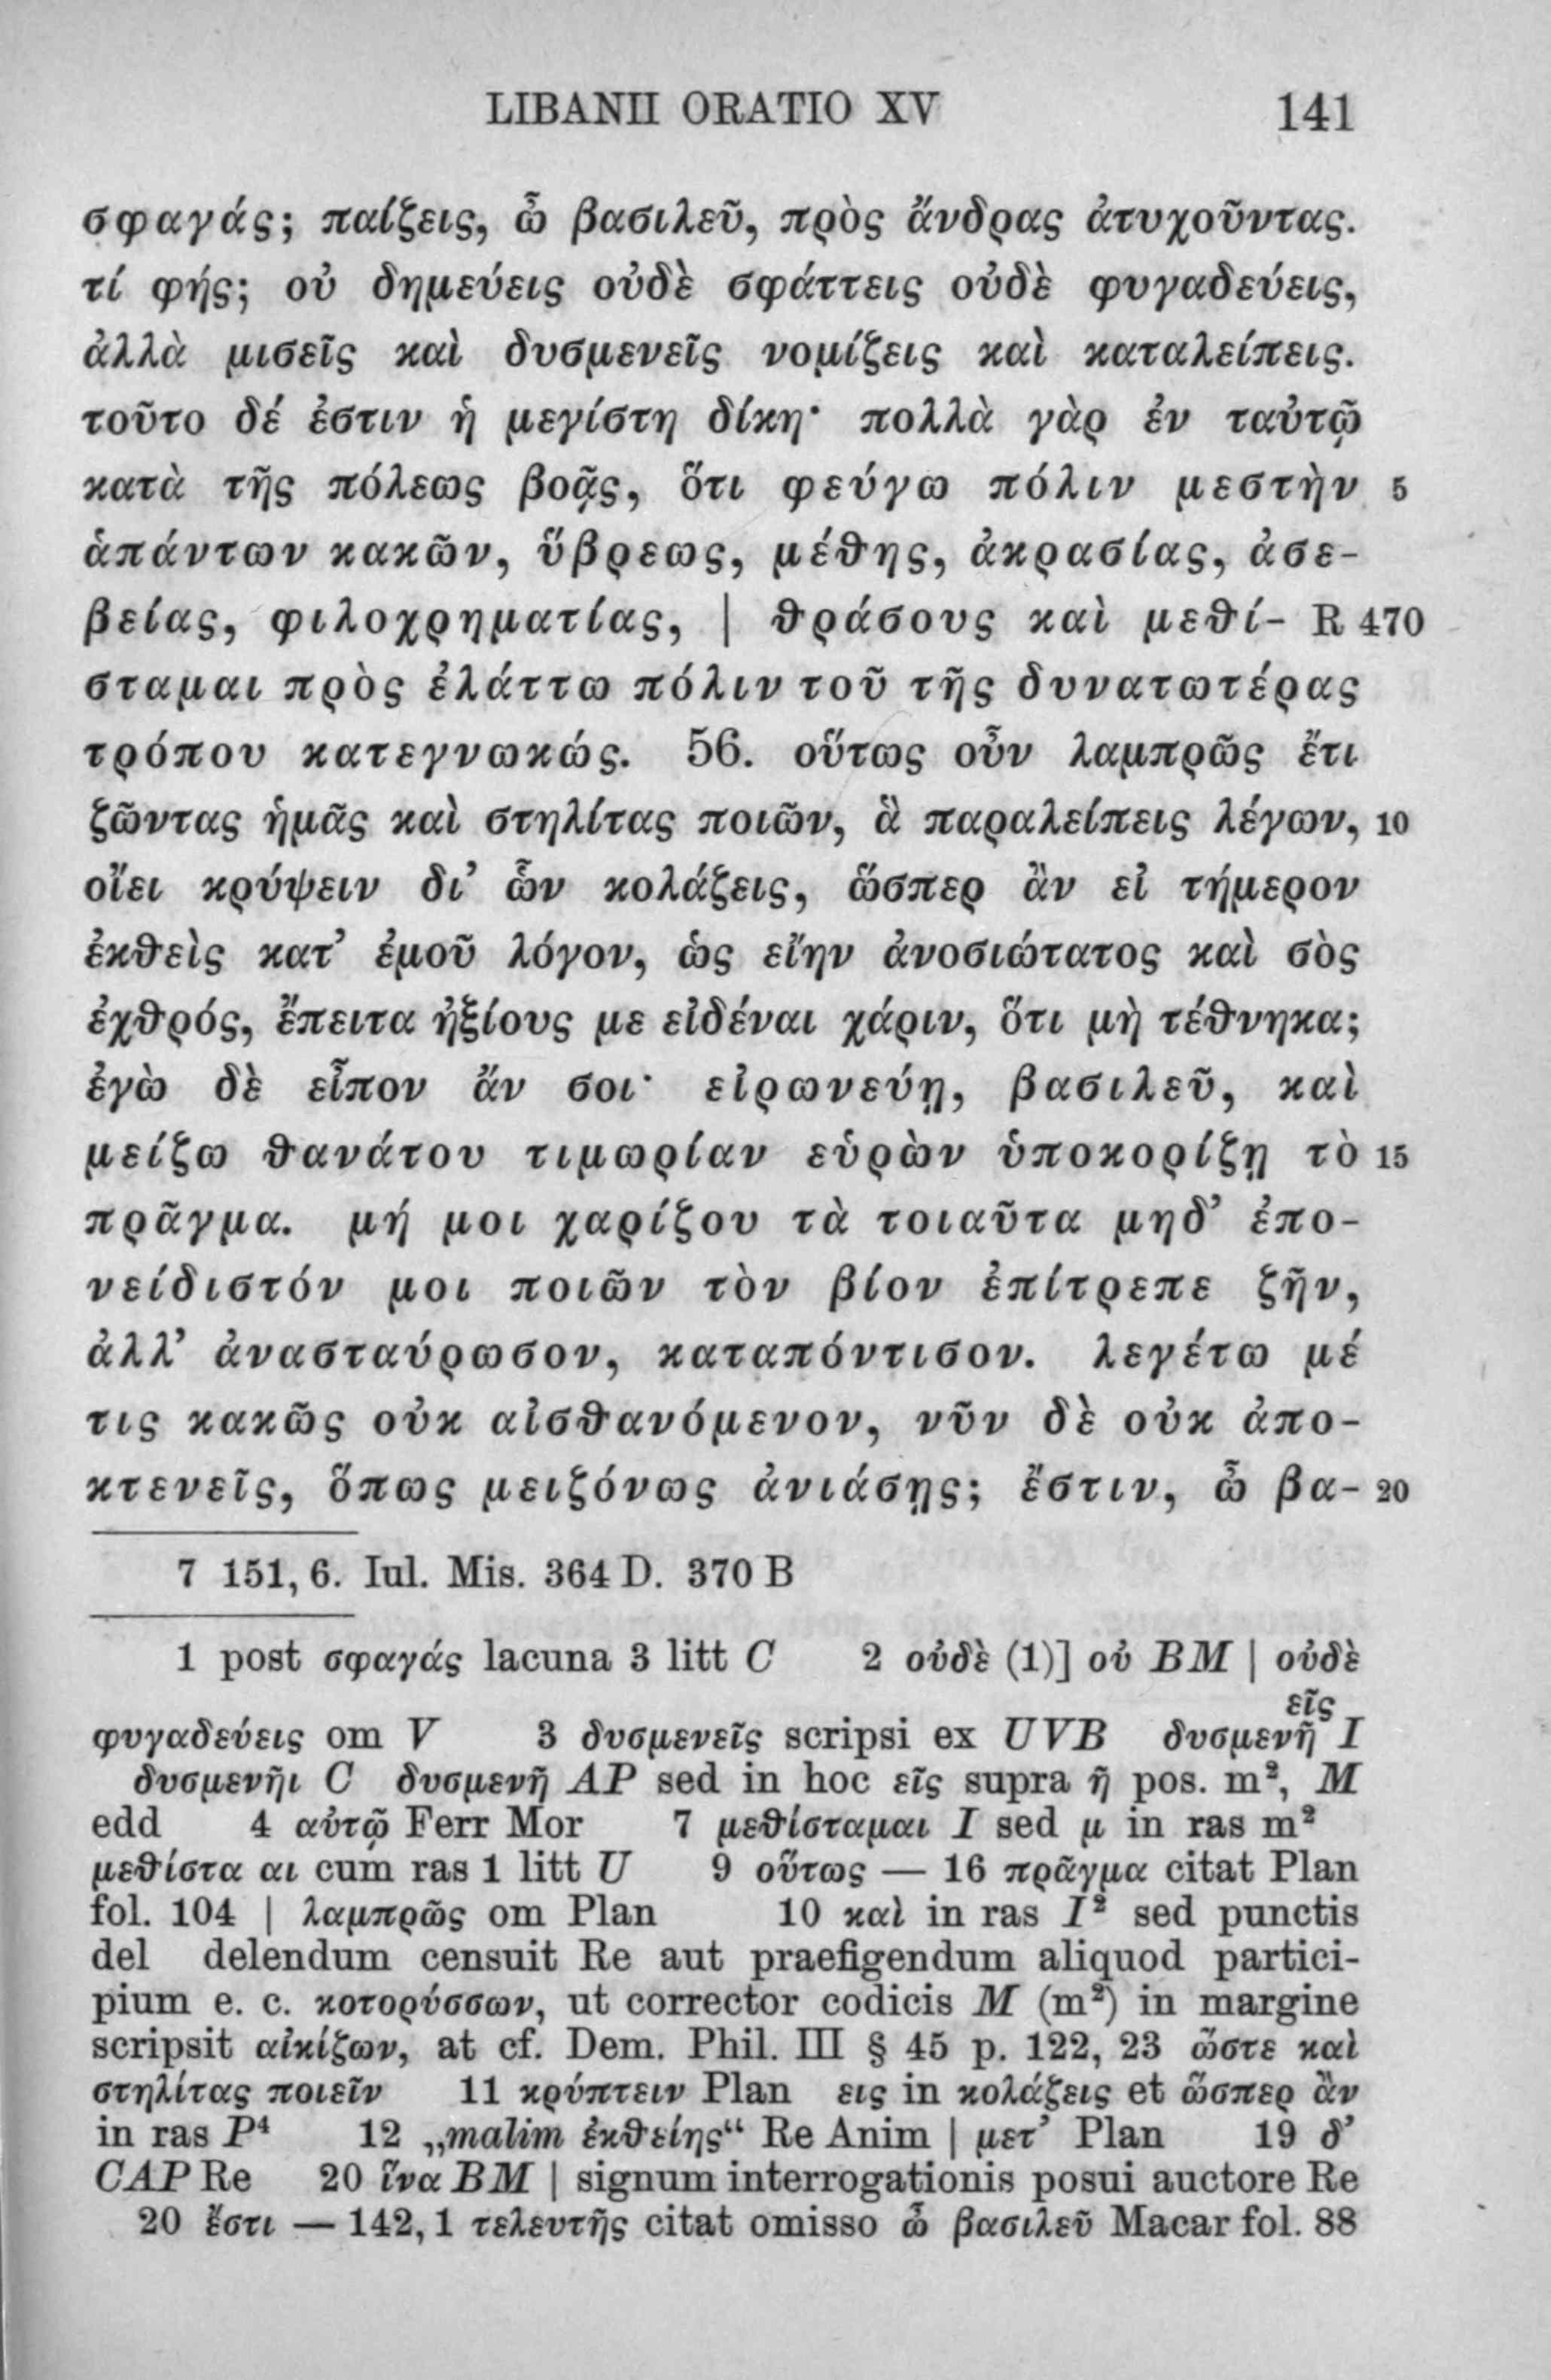 LIBANII ORATIO XV 141
σφαγάς; παίζεις, ὦ βασιλεῦ, πρὸς ἄνδρας ἀτυχοῦντας.
τί φής; οὐ δημεύεις οὐδὲ σφάττεις οὐδὲ φυγαδεύεις,
ἀλλὰ μισεῖς καὶ δυσμενεῖς νομίζεις καὶ καταλείπεις.
τοῦτο δέ ἐστιν ἡ μεγίστη δίκη· πολλὰ γὰρ ἐν ταὐτῷ
κατὰ τῆς πόλεως βοᾷς, ὅτι φεύγω πόλιν μεστὴν 5
ἁπάντων κακῶν, ὕβρεως, μέθης, ἀκρασίας, ἀσε-
βείας, φιλοχρηματίας, | θράσους καὶ μεθί- R 470
σταμαι πρὸς ἐλάττω πόλιν τοῦ τῆς δυνατωτέρας
τρόπου κατεγνωκώς. 56. οὕτως οὖν λαμπρῶς ἔτι
ζῶντας ἡμᾶς καὶ στηλίτας ποιῶν, ἃ παραλείπεις λέγων, 10
οἴει κρύψειν δι’ ὧν κολάζεις, ὥσπερ ἂν εἰ τήμερον
ἐκθεὶς κατ’ ἐμοῦ λόγον, ὡς εἴην ἀνοσιώτατος καὶ σὸς
ἐχθρός, ἔπειτα ἠξίους με εἰδέναι χάριν, ὅτι μὴ τέθνηκα;
ἐγὼ δὲ εἶπον ἄν σοι· εἰρωνεύῃ, βασιλεῦ, καὶ
μείζω θανάτου τιμωρίαν εὑρὼν ὑποκορίζῃ τὸ 15
πρᾶγμα. μή μοι χαρίζου τὰ τοιαῦτα μηδ’ ἐπο-
νείδιστόν μοι ποιῶν τὸν βίον ἐπίτρεπε ζῆν,
ἀλλ’ ἀνασταύρωσον, καταπόντισον. λεγέτω μέ
τις κακῶς οὐκ αἰσθανόμενον, νῦν δὲ οὐκ ἀπο-
κτενεῖς, ὅπως μειζόνως ἀνιάσῃς; ἔστιν, ὦ βα- 20
7 151, 6. Iul. Mis. 364 D. 370 B
1 post σφαγάς lacuna 3 litt C 2 οὐδὲ (1)] οὐ BM | οὐδὲ
εῖς
φυγαδεύεις om V 3 δυσμενεῖς scripsi ex UVB δυσμενῆ I
δυσμενῆι C δυσμενῆ AP sed in hoc εῖς supra ῆ pos. m², M
edd 4 αὐτῷ Ferr Mor 7 μεθίσταμαι I sed μ in ras m²
μεθίστα αι cum ras 1 litt U 9 οὕτως — 16 πρᾶγμα citat Plan
fol. 104 | λαμπρῶς om Plan 10 καὶ in ras I² sed punctis
del delendum censuit Re aut praefigendum aliquod partici-
pium e. c. κοτορύσσων, ut corrector codicis M (m²) in margine
scripsit αἰκίζων, at cf. Dem. Phil. III § 45 p. 122, 23 ὥστε καὶ
στηλίτας ποιεῖν 11 κρύπτειν Plan εις in κολάζεις et ὥσπερ ἂν
in ras P⁴ 12 „malim ἐκθείης“ Re Anim | μετ’ Plan 19 δ’
CAP Re 20 ἵνα BM | signum interrogationis posui auctore Re
20 ἔστι — 142, 1 τελευτῆς citat omisso ὦ βασιλεῦ Macar fol. 88